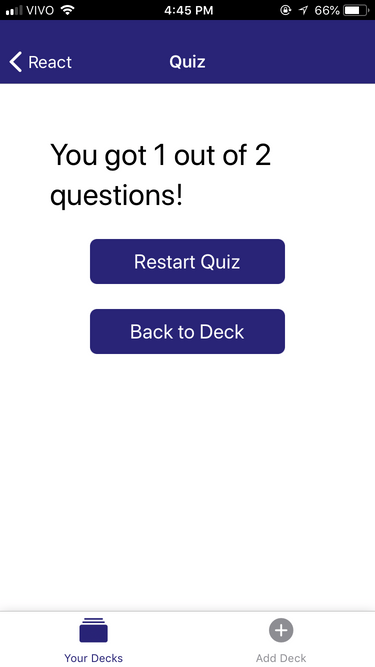 VIVO 4:45 PM 66%
React Quiz
You got 1 out of 2
questions!
Restart Quiz
Back to Deck
Your Decks Add Deck